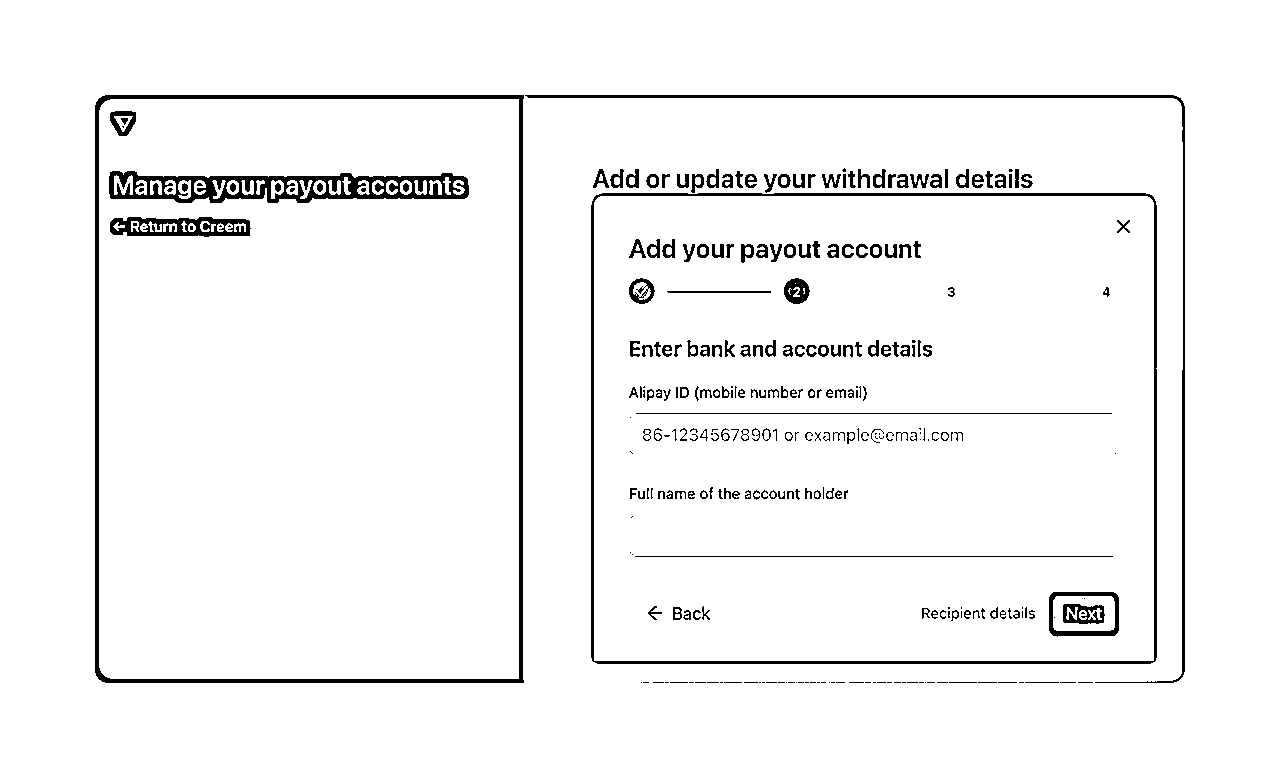 Manage your payout accounts
← Return to Creem
Add or update your withdrawal details
Add your payout account
2
3
4
Enter bank and account details
Alipay ID (mobile number or email)
86-12345678901 or example@email.com
Full name of the account holder
← Back
Recipient details
Next